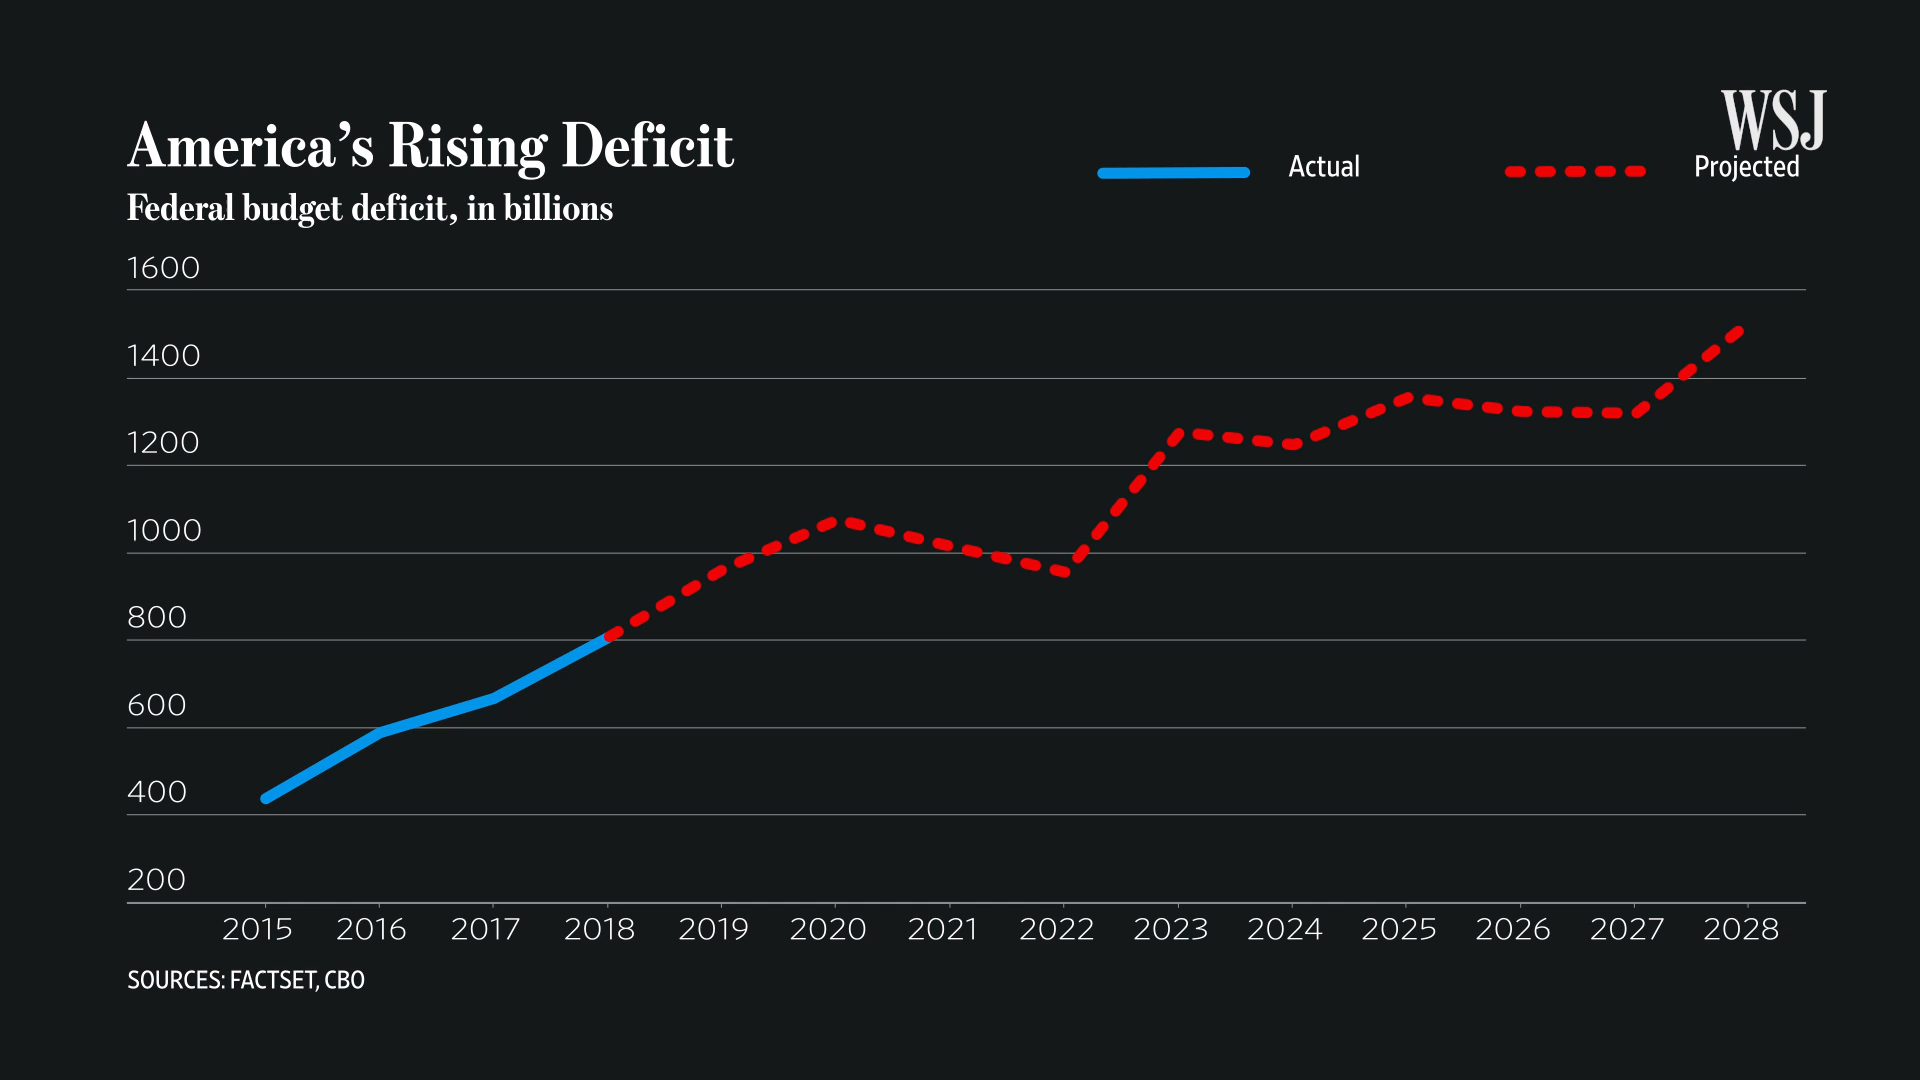 WSJ
America’s Rising Deficit
Actual
Projected
Federal budget deficit, in billions
1600
1400
1200
1000
800
600
400
200
2015 2016 2017 2018 2019 2020 2021 2022 2023 2024 2025 2026 2027 2028
SOURCES: FACTSET, CBO